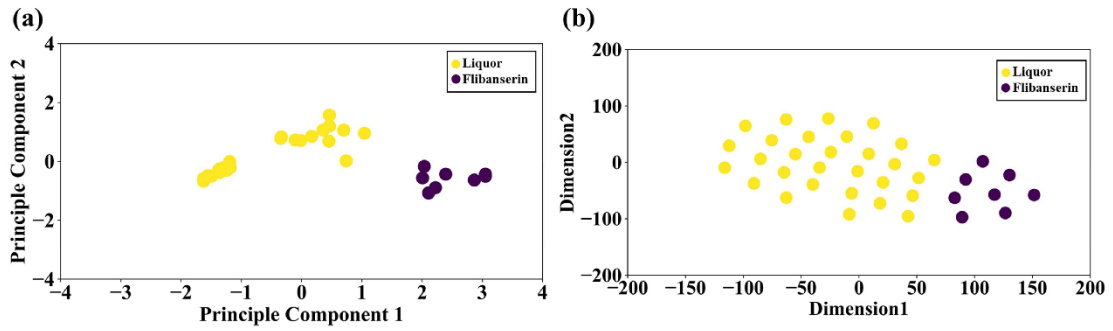 (a)
Principle Component 2
4
2
0
−2
−4
Liquor
Flibanserin
−4 −3 −2 −1 0 1 2 3 4
Principle Component 1
(b)
Dimension2
200
100
0
−100
−200
Liquor
Flibanserin
−200 −150 −100 −50 0 50 100 150 200
Dimension1